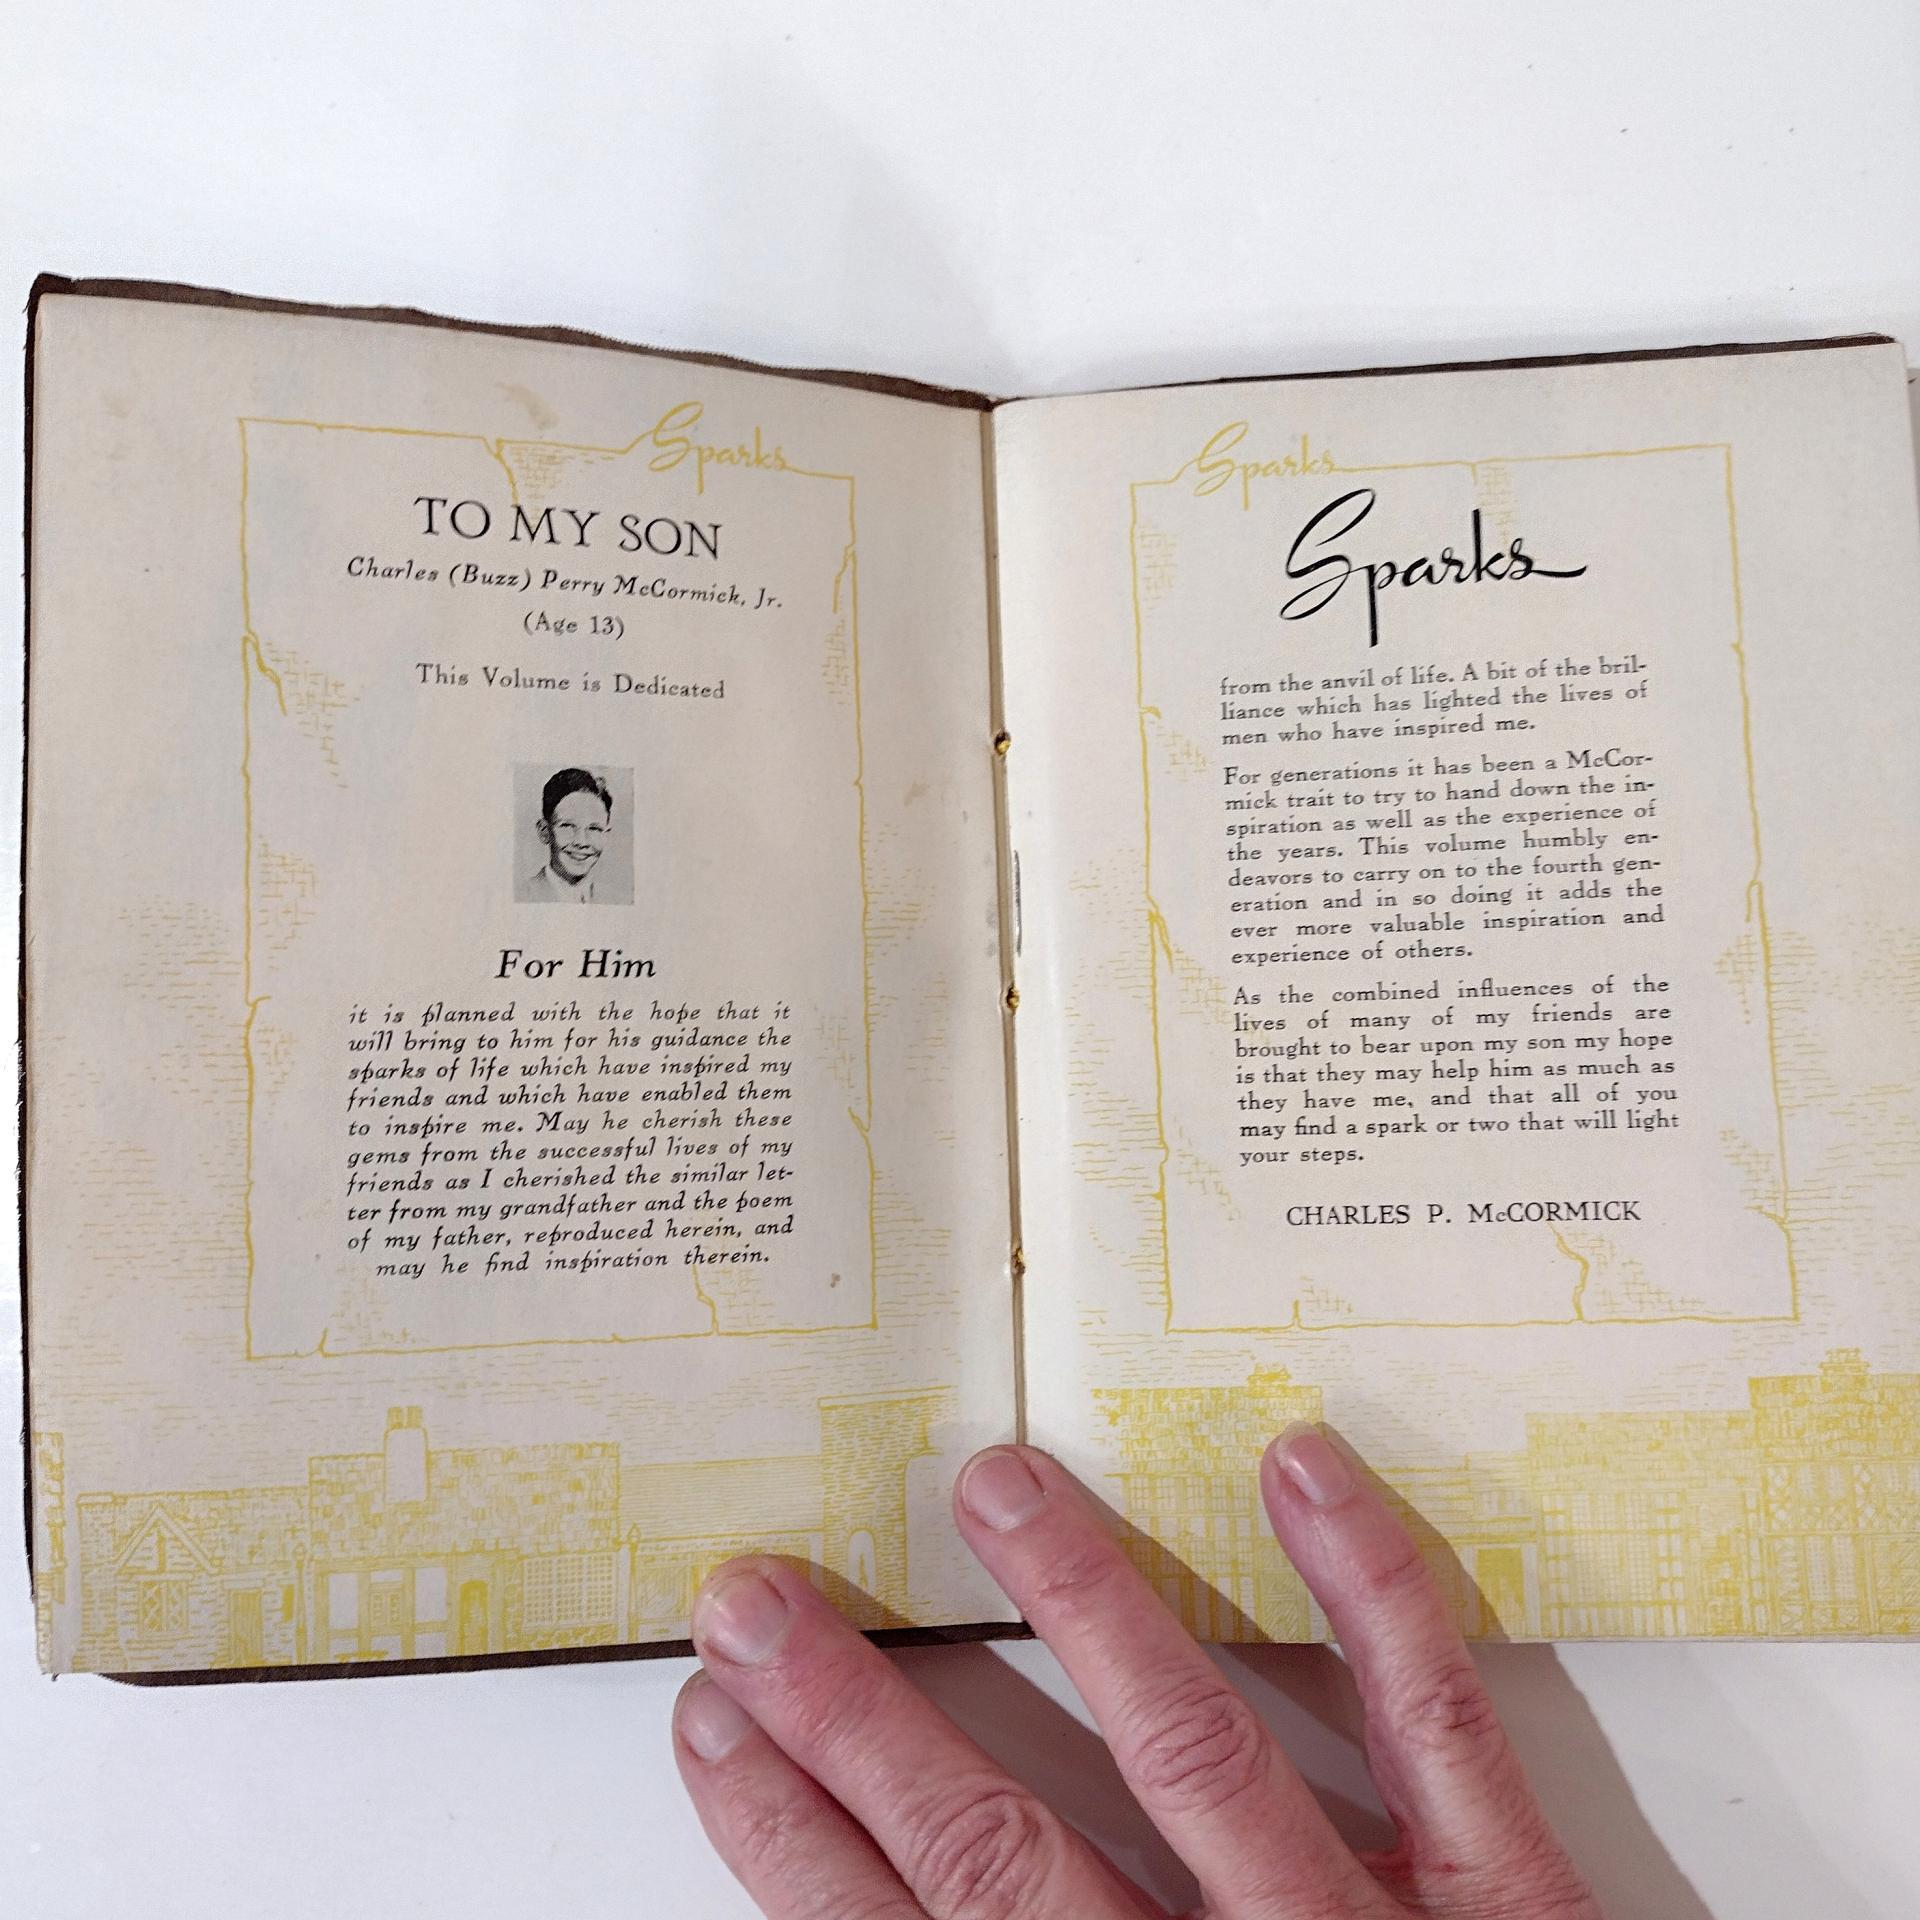 Sparks
TO MY SON
Charles (Buzz) Perry McCormick, Jr.
(Age 13)
This Volume is Dedicated
For Him
it is planned with the hope that it
will bring to him for his guidance the
sparks of life which have inspired my
friends and which have enabled them
to inspire me. May he cherish these
gems from the successful lives of my
friends as I cherished the similar let-
ter from my grandfather and the poem
of my father, reproduced herein, and
may he find inspiration therein.
Sparks
Sparks
from the anvil of life. A bit of the bril-
liance which has lighted the lives of
men who have inspired me.
For generations it has been a McCor-
mick trait to try to hand down the in-
spiration as well as the experience of
the years. This volume humbly en-
deavors to carry on to the fourth gen-
eration and in so doing it adds the
ever more valuable inspiration and
experience of others.
As the combined influences of the
lives of many of my friends are
brought to bear upon my son my hope
is that they may help him as much as
they have me, and that all of you
may find a spark or two that will light
your steps.
CHARLES P. McCORMICK